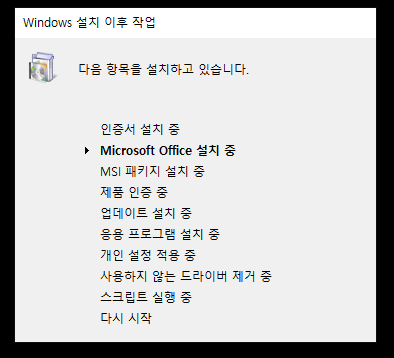 Windows 설치 이후 작업
다음 항목을 설치하고 있습니다.
인증서 설치 중
Microsoft Office 설치 중
MSI 패키지 설치 중
제품 인증 중
업데이트 설치 중
응용 프로그램 설치 중
개인 설정 적용 중
사용하지 않는 드라이버 제거 중
스크립트 실행 중
다시 시작